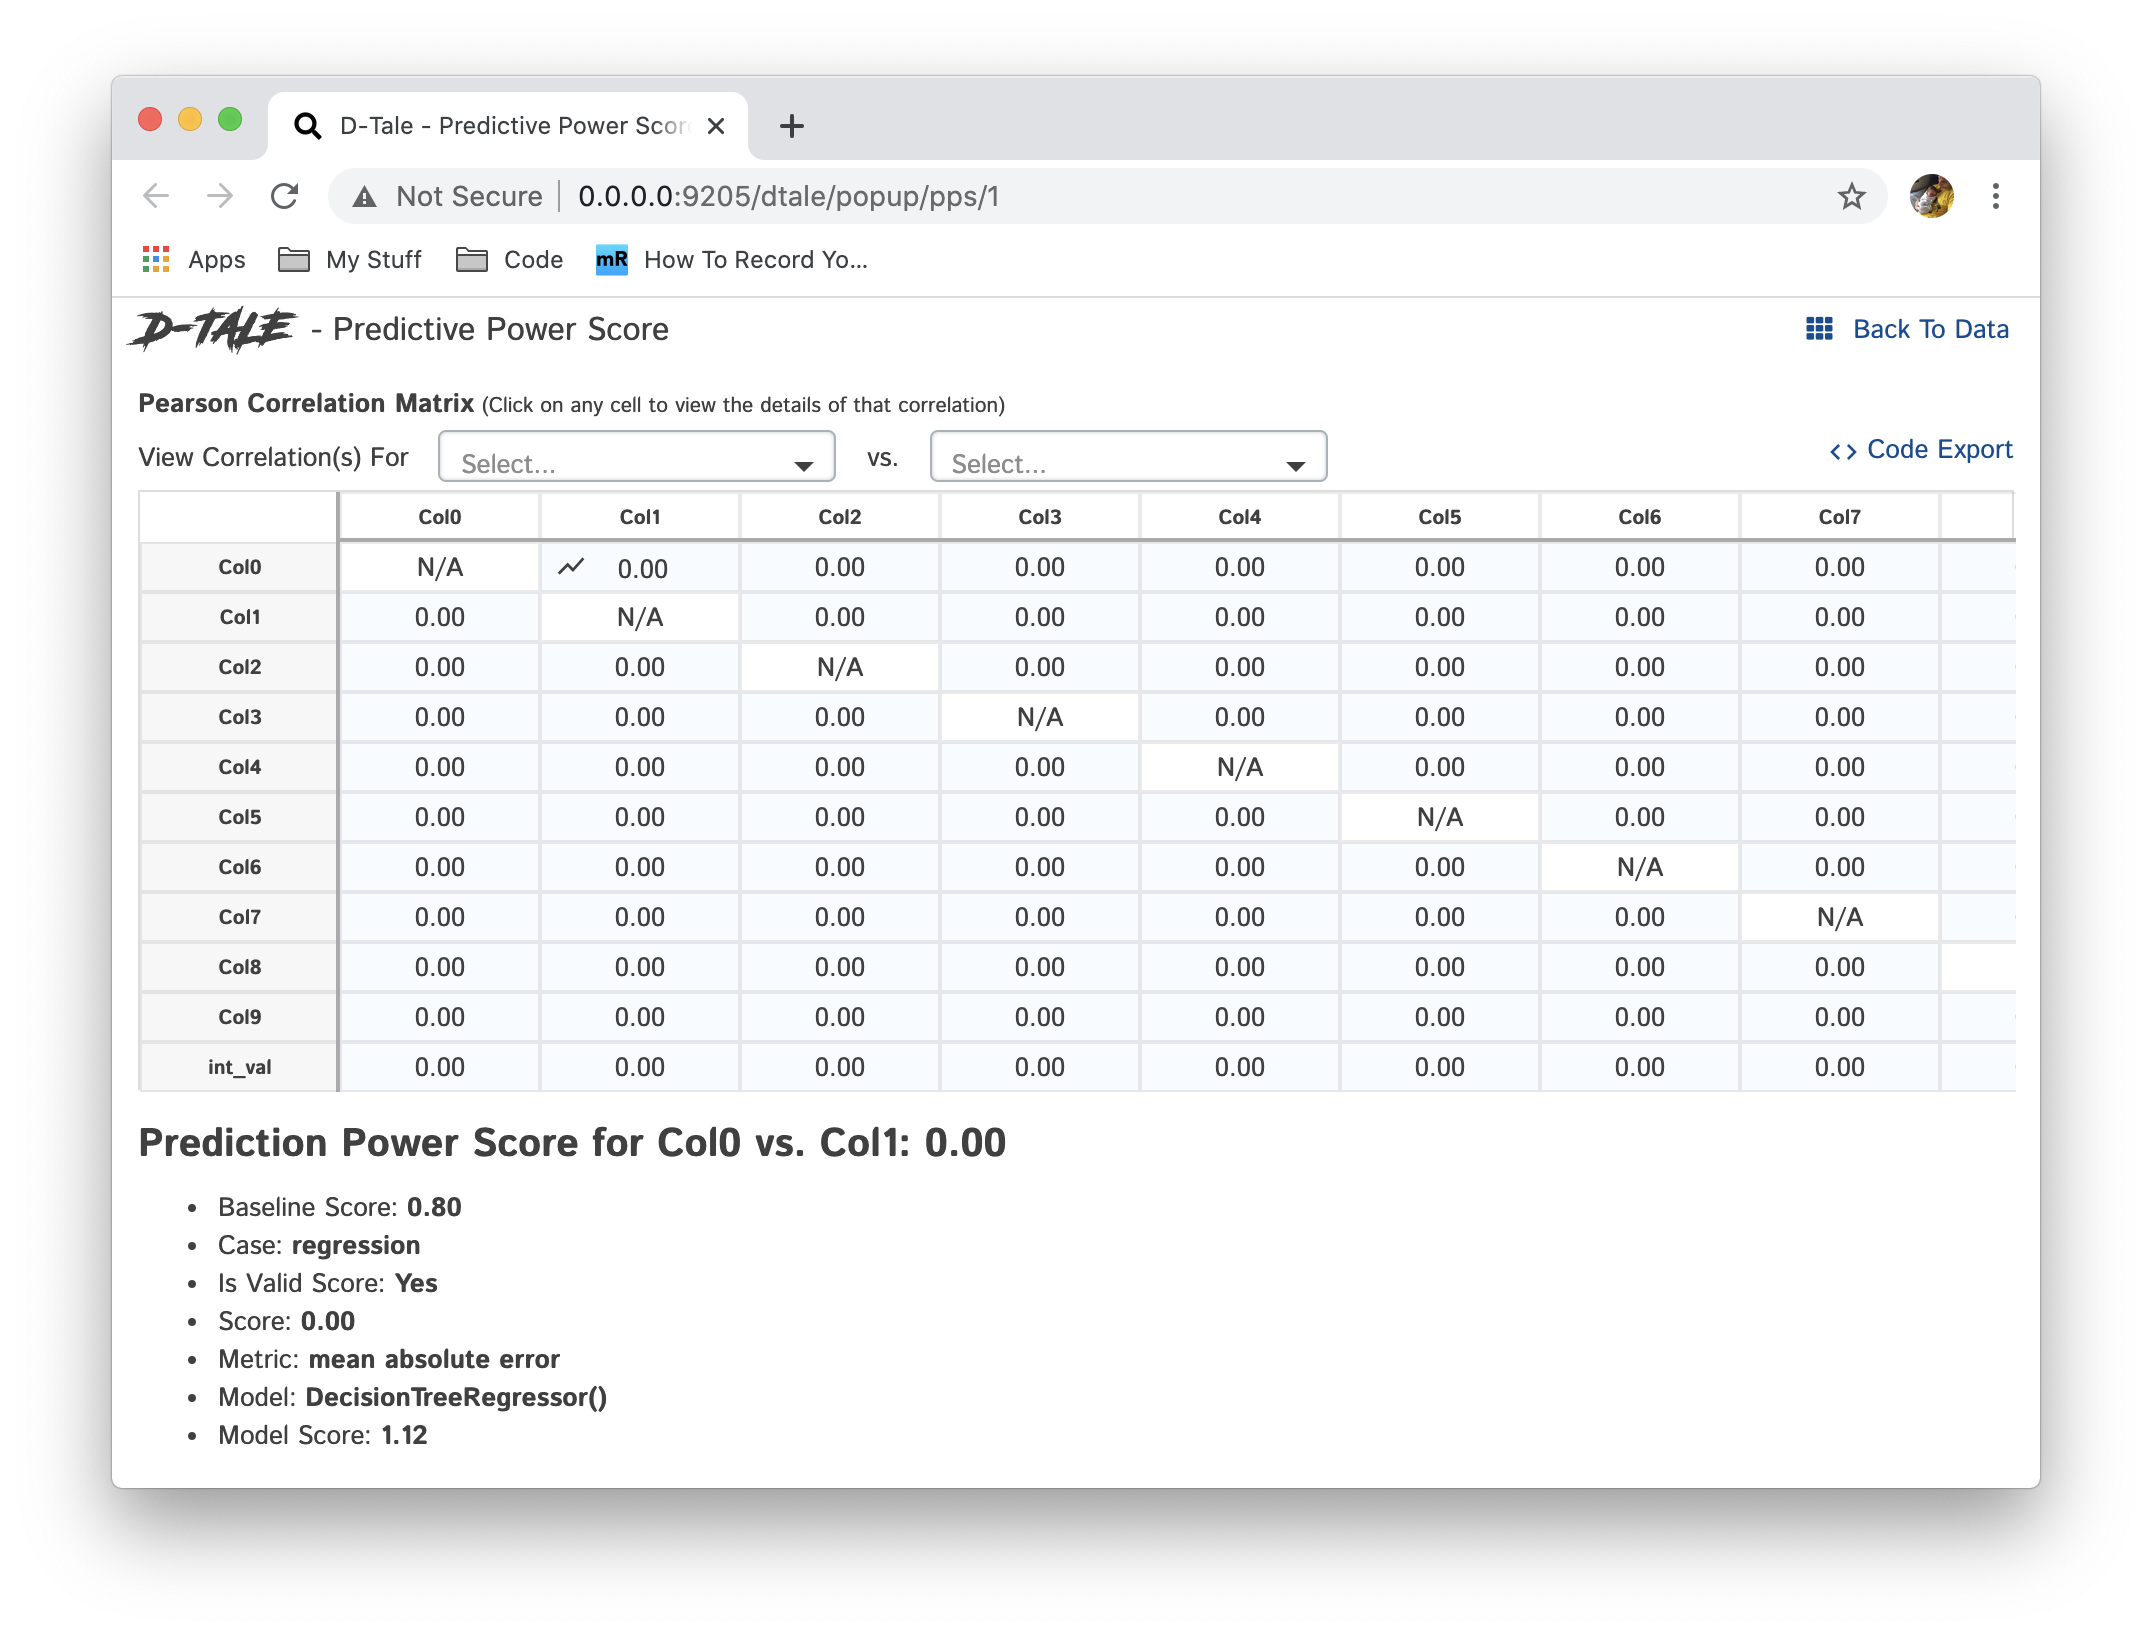 D-Tale - Predictive Power Scor
Not Secure 0.0.0.0:9205/dtale/popup/pps/1
Apps My Stuff Code mR How To Record Yo...
D-TALE - Predictive Power Score Back To Data
Pearson Correlation Matrix (Click on any cell to view the details of that correlation)
View Correlation(s) For Select... vs. Select... Code Export
Col0 Col1 Col2 Col3 Col4 Col5 Col6 Col7
Col0 N/A 0.00 0.00 0.00 0.00 0.00 0.00 0.00
Col1 0.00 N/A 0.00 0.00 0.00 0.00 0.00 0.00
Col2 0.00 0.00 N/A 0.00 0.00 0.00 0.00 0.00
Col3 0.00 0.00 0.00 N/A 0.00 0.00 0.00 0.00
Col4 0.00 0.00 0.00 0.00 N/A 0.00 0.00 0.00
Col5 0.00 0.00 0.00 0.00 0.00 N/A 0.00 0.00
Col6 0.00 0.00 0.00 0.00 0.00 0.00 N/A 0.00
Col7 0.00 0.00 0.00 0.00 0.00 0.00 0.00 N/A
Col8 0.00 0.00 0.00 0.00 0.00 0.00 0.00 0.00
Col9 0.00 0.00 0.00 0.00 0.00 0.00 0.00 0.00
int_val 0.00 0.00 0.00 0.00 0.00 0.00 0.00 0.00
Prediction Power Score for Col0 vs. Col1: 0.00
• Baseline Score: 0.80
• Case: regression
• Is Valid Score: Yes
• Score: 0.00
• Metric: mean absolute error
• Model: DecisionTreeRegressor()
• Model Score: 1.12